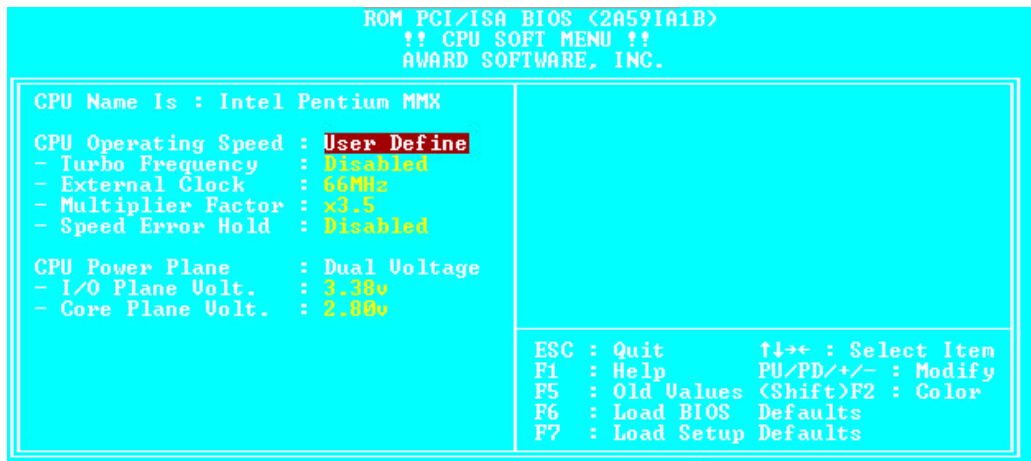 ROM PCI/ISA BIOS (2A59IA1B)
!! CPU SOFT MENU !!
AWARD SOFTWARE, INC.
CPU Name Is : Intel Pentium MMX
CPU Operating Speed : User Define
- Turbo Frequency : Disabled
- External Clock : 66MHz
- Multiplier Factor : x3.5
- Speed Error Hold : Disabled
CPU Power Plane : Dual Voltage
- I/O Plane Volt. : 3.38v
- Core Plane Volt. : 2.80v
ESC : Quit ↑↓→← : Select Item
F1 : Help PU/PD/+/- : Modify
F5 : Old Values (Shift)F2 : Color
F6 : Load BIOS Defaults
F7 : Load Setup Defaults